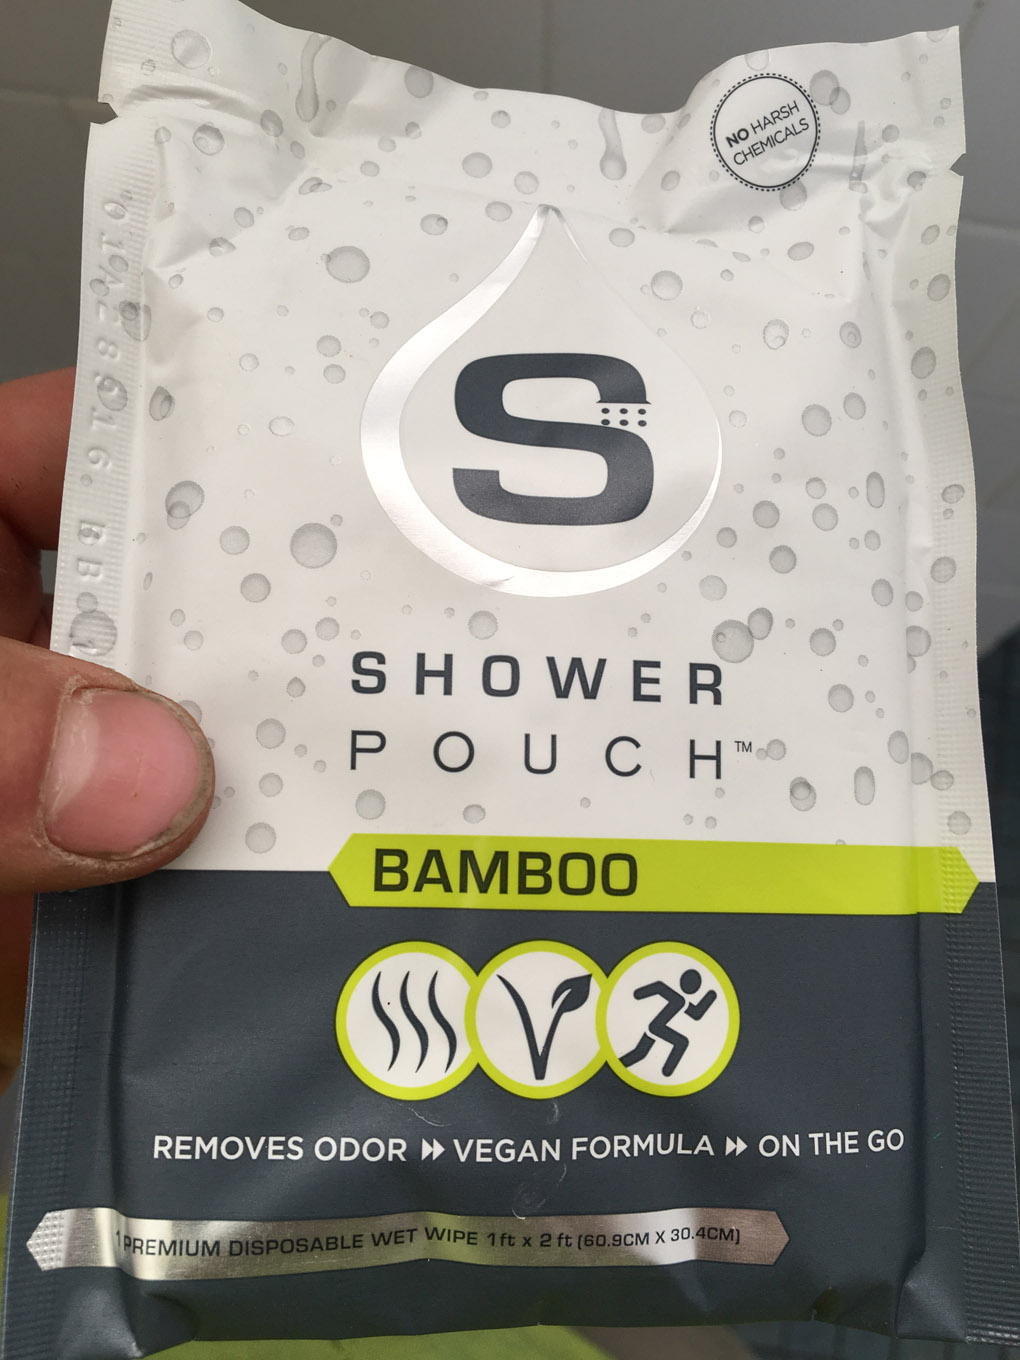 NO HARSH
CHEMICALS
S
SHOWER
POUCH™
BAMBOO
REMOVES ODOR VEGAN FORMULA ON THE GO
1 PREMIUM DISPOSABLE WET WIPE 1ft x 2 ft (60.9CM X 30.4CM)